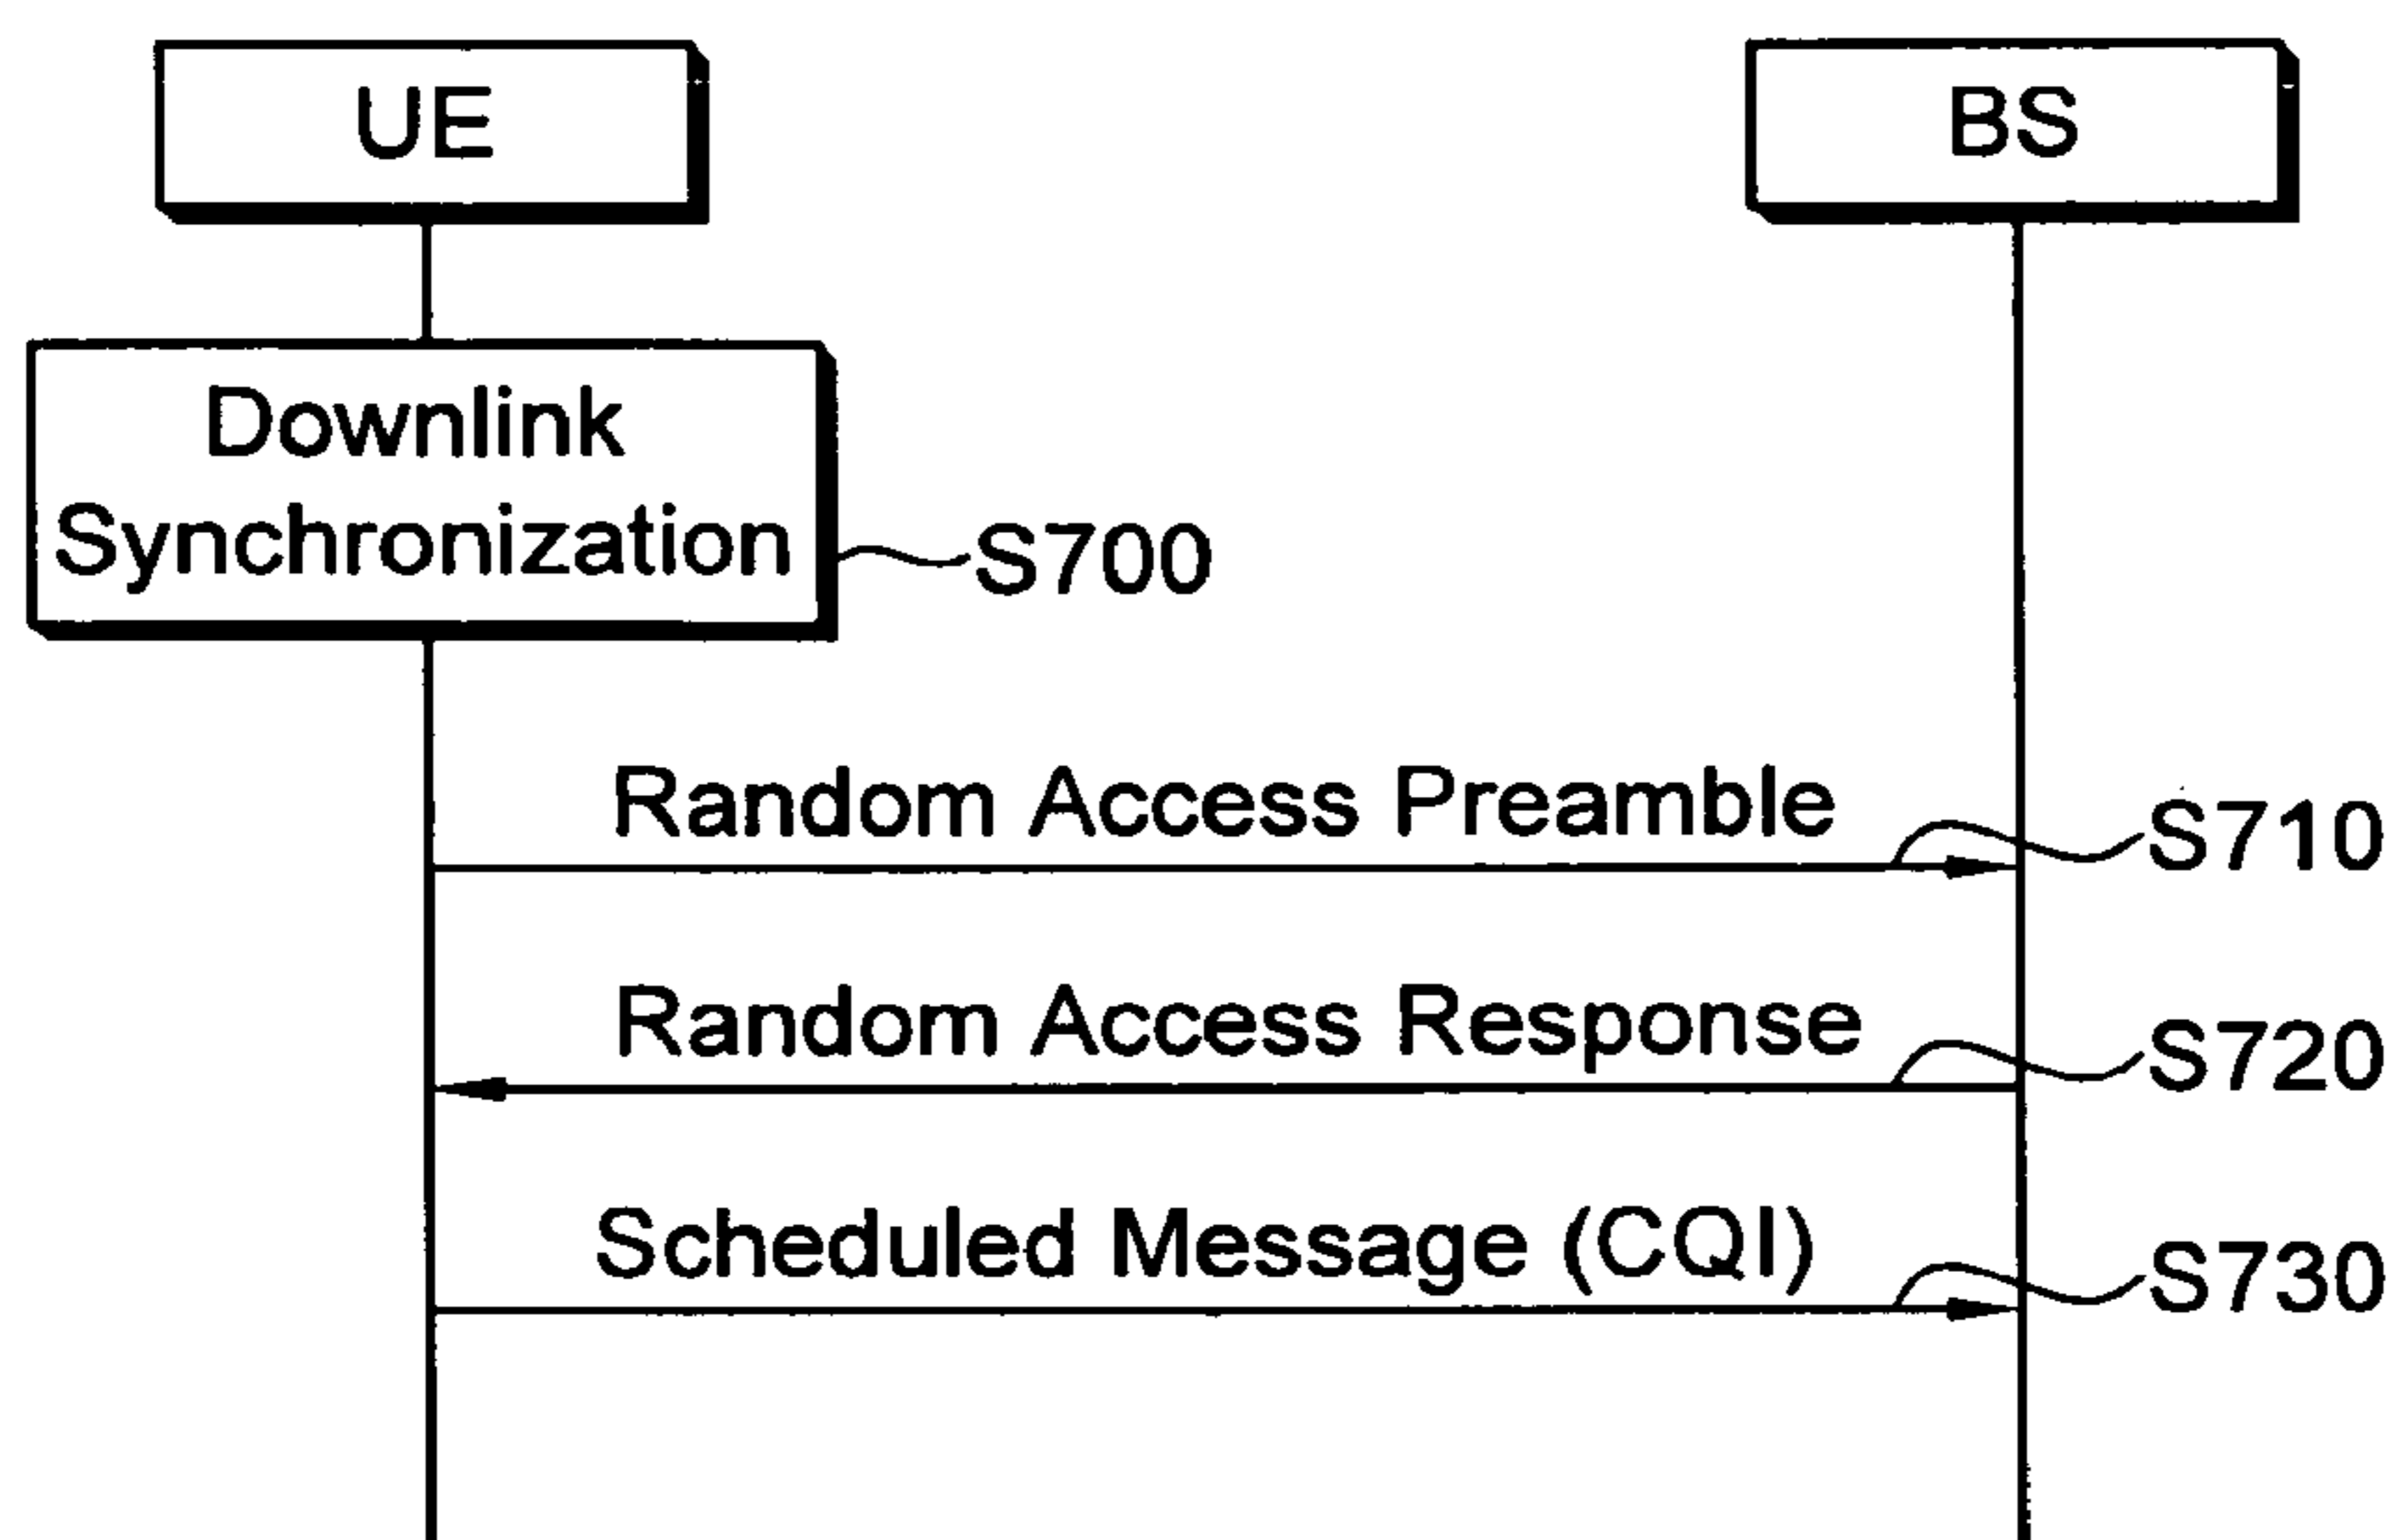 UE
BS
Downlink
Synchronization
S700
Random Access Preamble
S710
Random Access Response
S720
Scheduled Message (CQI)
S730